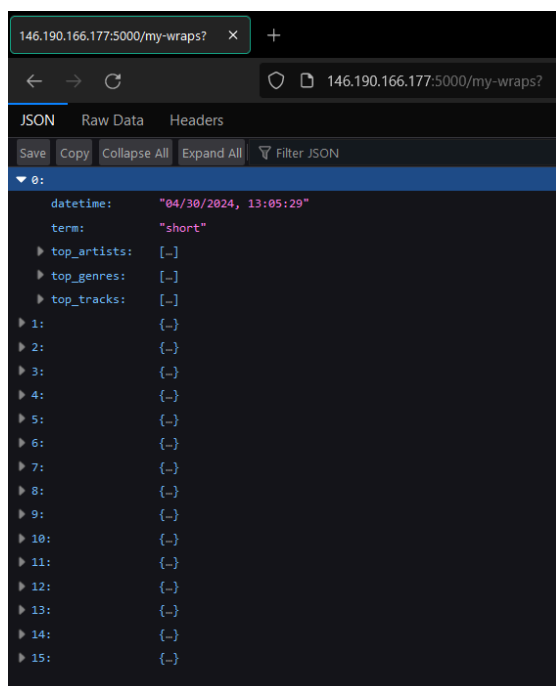 146.190.166.177:5000/my-wraps? × +
146.190.166.177:5000/my-wraps?
JSON Raw Data Headers
Save Copy Collapse All Expand All Filter JSON
0:
datetime: "04/30/2024, 13:05:29"
term: "short"
top_artists: […]
top_genres: […]
top_tracks: […]
1: {…}
2: {…}
3: {…}
4: {…}
5: {…}
6: {…}
7: {…}
8: {…}
9: {…}
10: {…}
11: {…}
12: {…}
13: {…}
14: {…}
15: {…}